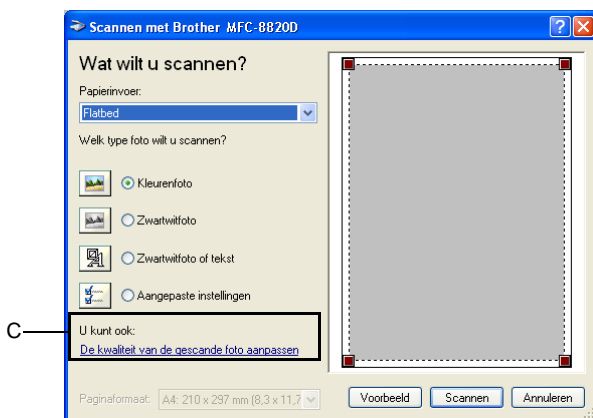 Scannen met Brother MFC-8820D
Wat wilt u scannen?
Papierinvoer:
Flatbed
Welk type foto wilt u scannen?
Kleurenfoto
Zwartwitfoto
Zwartwitfoto of tekst
Aangepaste instellingen
C
U kunt ook:
De kwaliteit van de gescande foto aanpassen
Paginaformaat: A4: 210 x 297 mm (8,3 x 11,7
Voorbeeld Scannen Annuleren